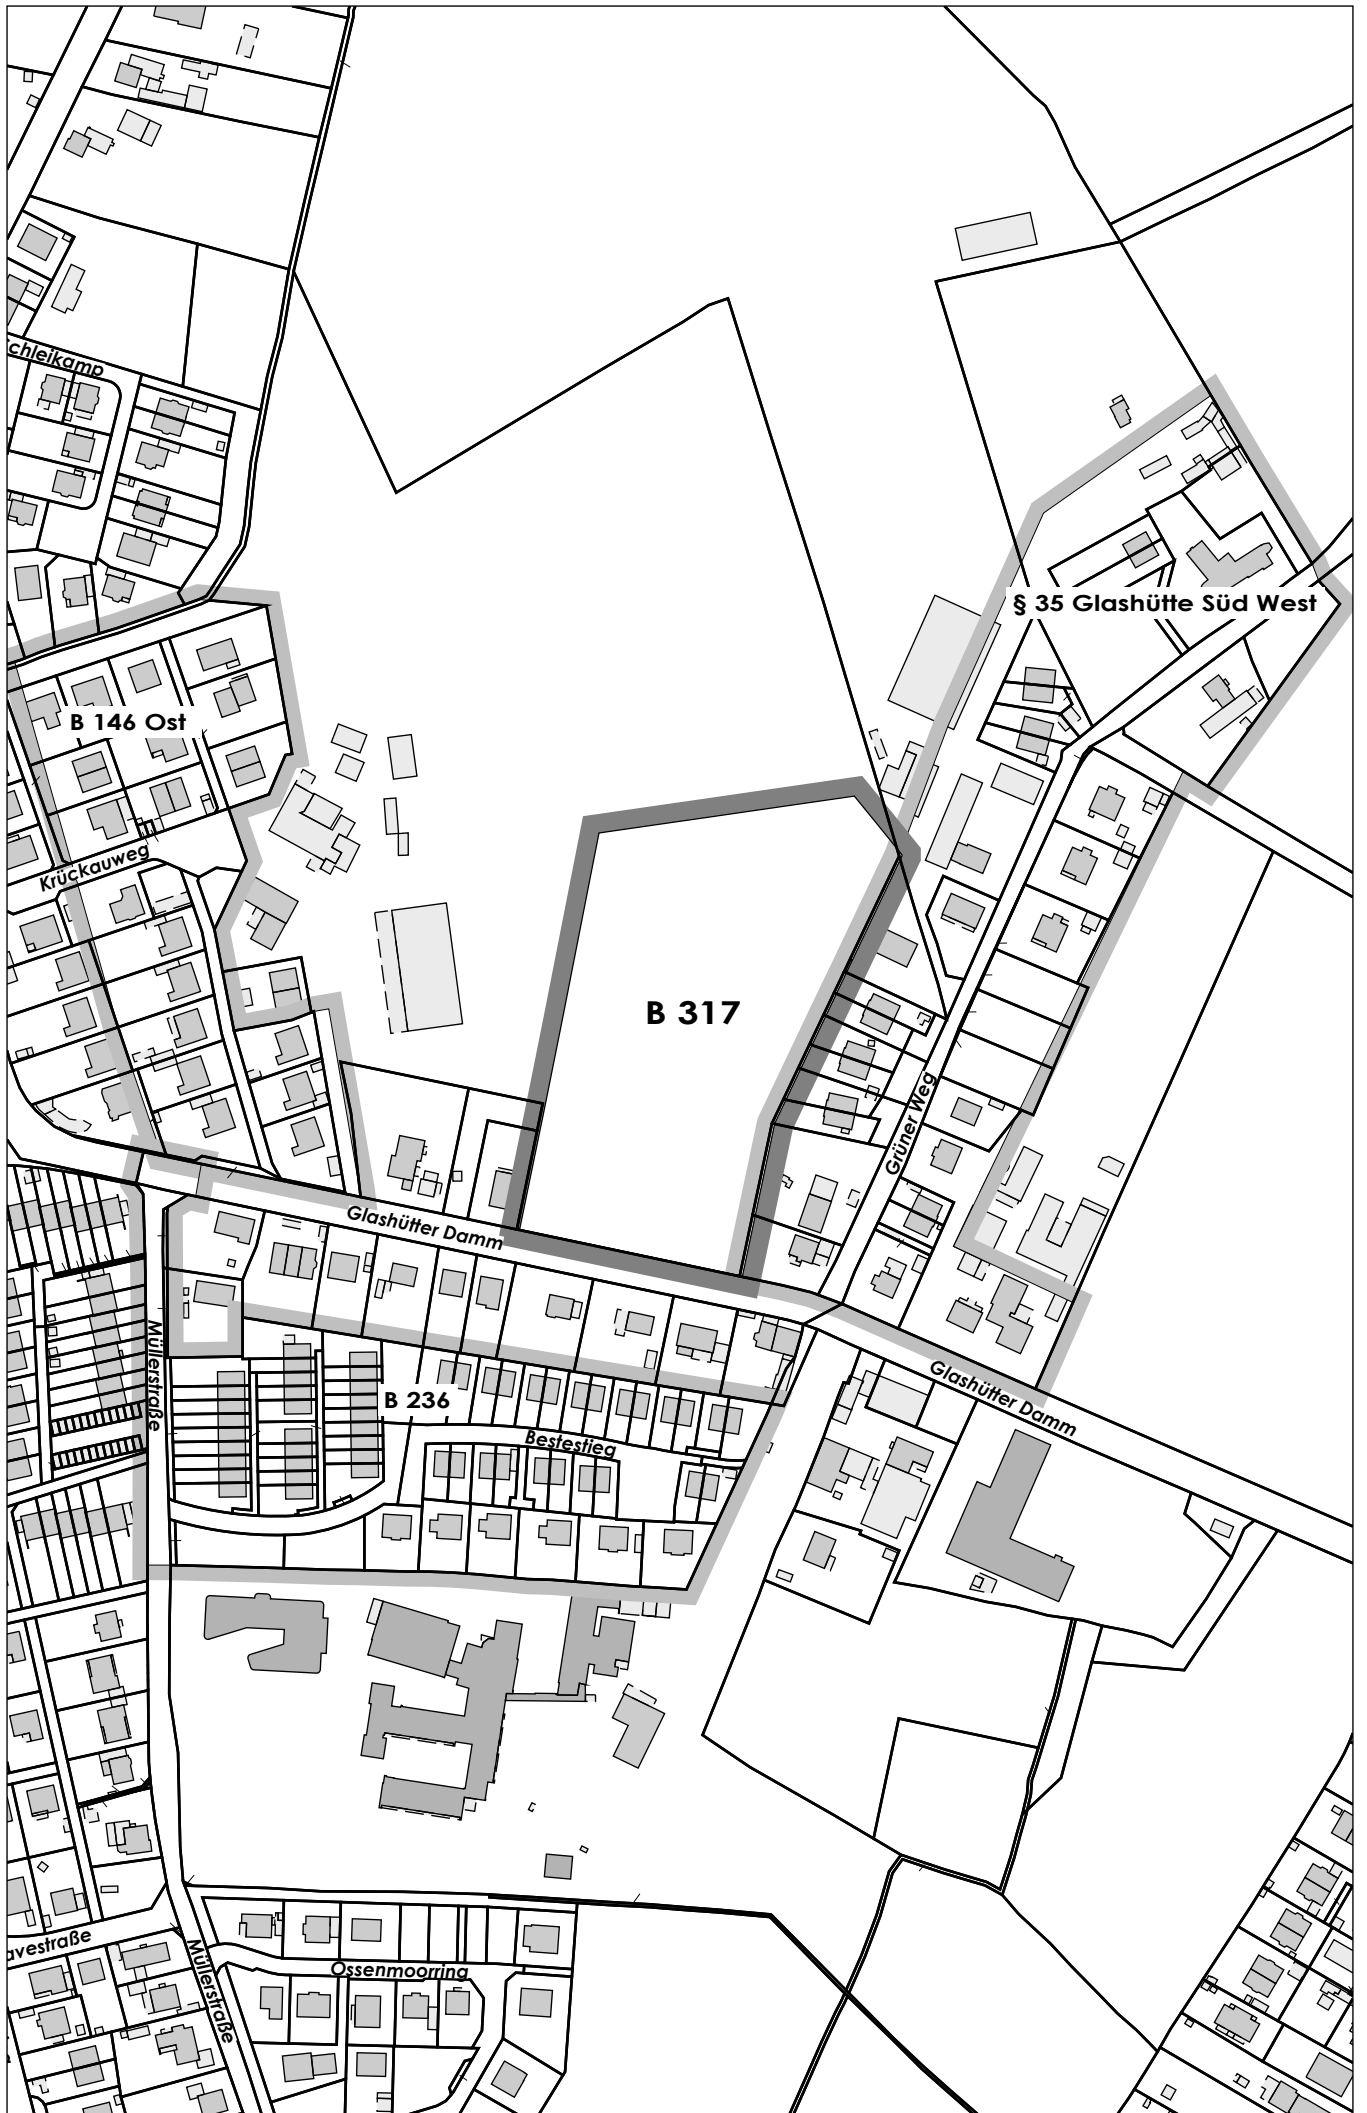 chleikamp
§ 35 Glashütte Süd West
B 146 Ost
Krückauweg
B 317
Grüner Weg
Glashütter Damm
Müllerstraße
Glashütter Damm
B 236
Bestestieg
avestraße
Müllerstraße
Ossenmoorring